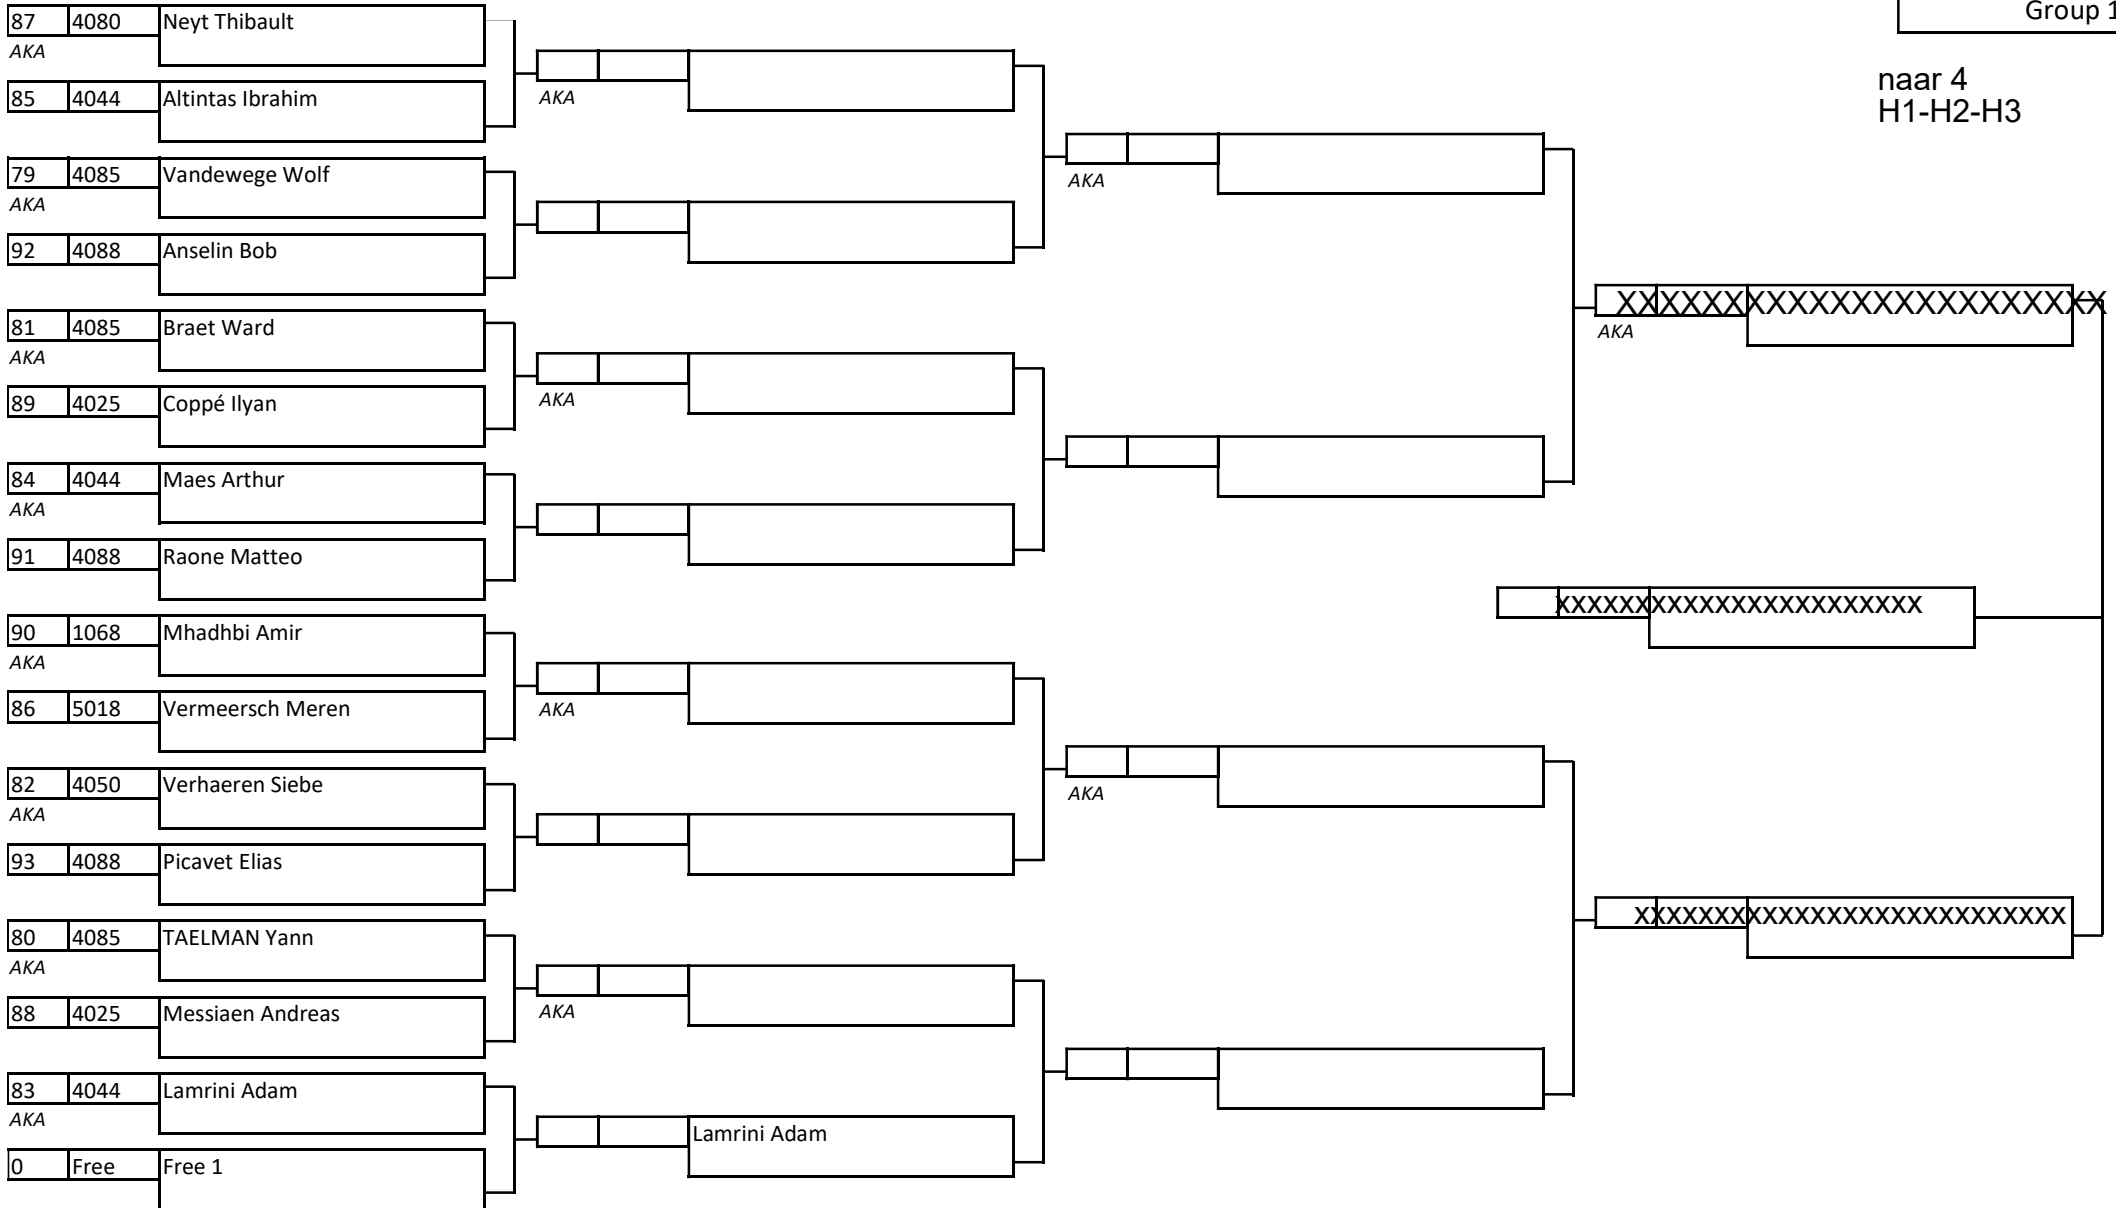 87 4080 Neyt Thibault
AKA
85 4044 Altintas Ibrahim
79 4085 Vandewege Wolf
AKA
92 4088 Anselin Bob
81 4085 Braet Ward
AKA
89 4025 Coppé Ilyan
84 4044 Maes Arthur
AKA
91 4088 Raone Matteo
90 1068 Mhadhbi Amir
AKA
86 5018 Vermeersch Meren
82 4050 Verhaeren Siebe
AKA
93 4088 Picavet Elias
80 4085 TAELMAN Yann
AKA
88 4025 Messiaen Andreas
83 4044 Lamrini Adam
AKA
0 Free Free 1
AKA
AKA
AKA
AKA
Lamrini Adam
AKA
AKA
Group 1
naar 4
H1-H2-H3
XXXXXXXXXXXXXXXXXXXXXXX
AKA
XXXXXXXXXXXXXXXXXXXXXXX
XXXXXXXXXXXXXXXXXXXXXXX